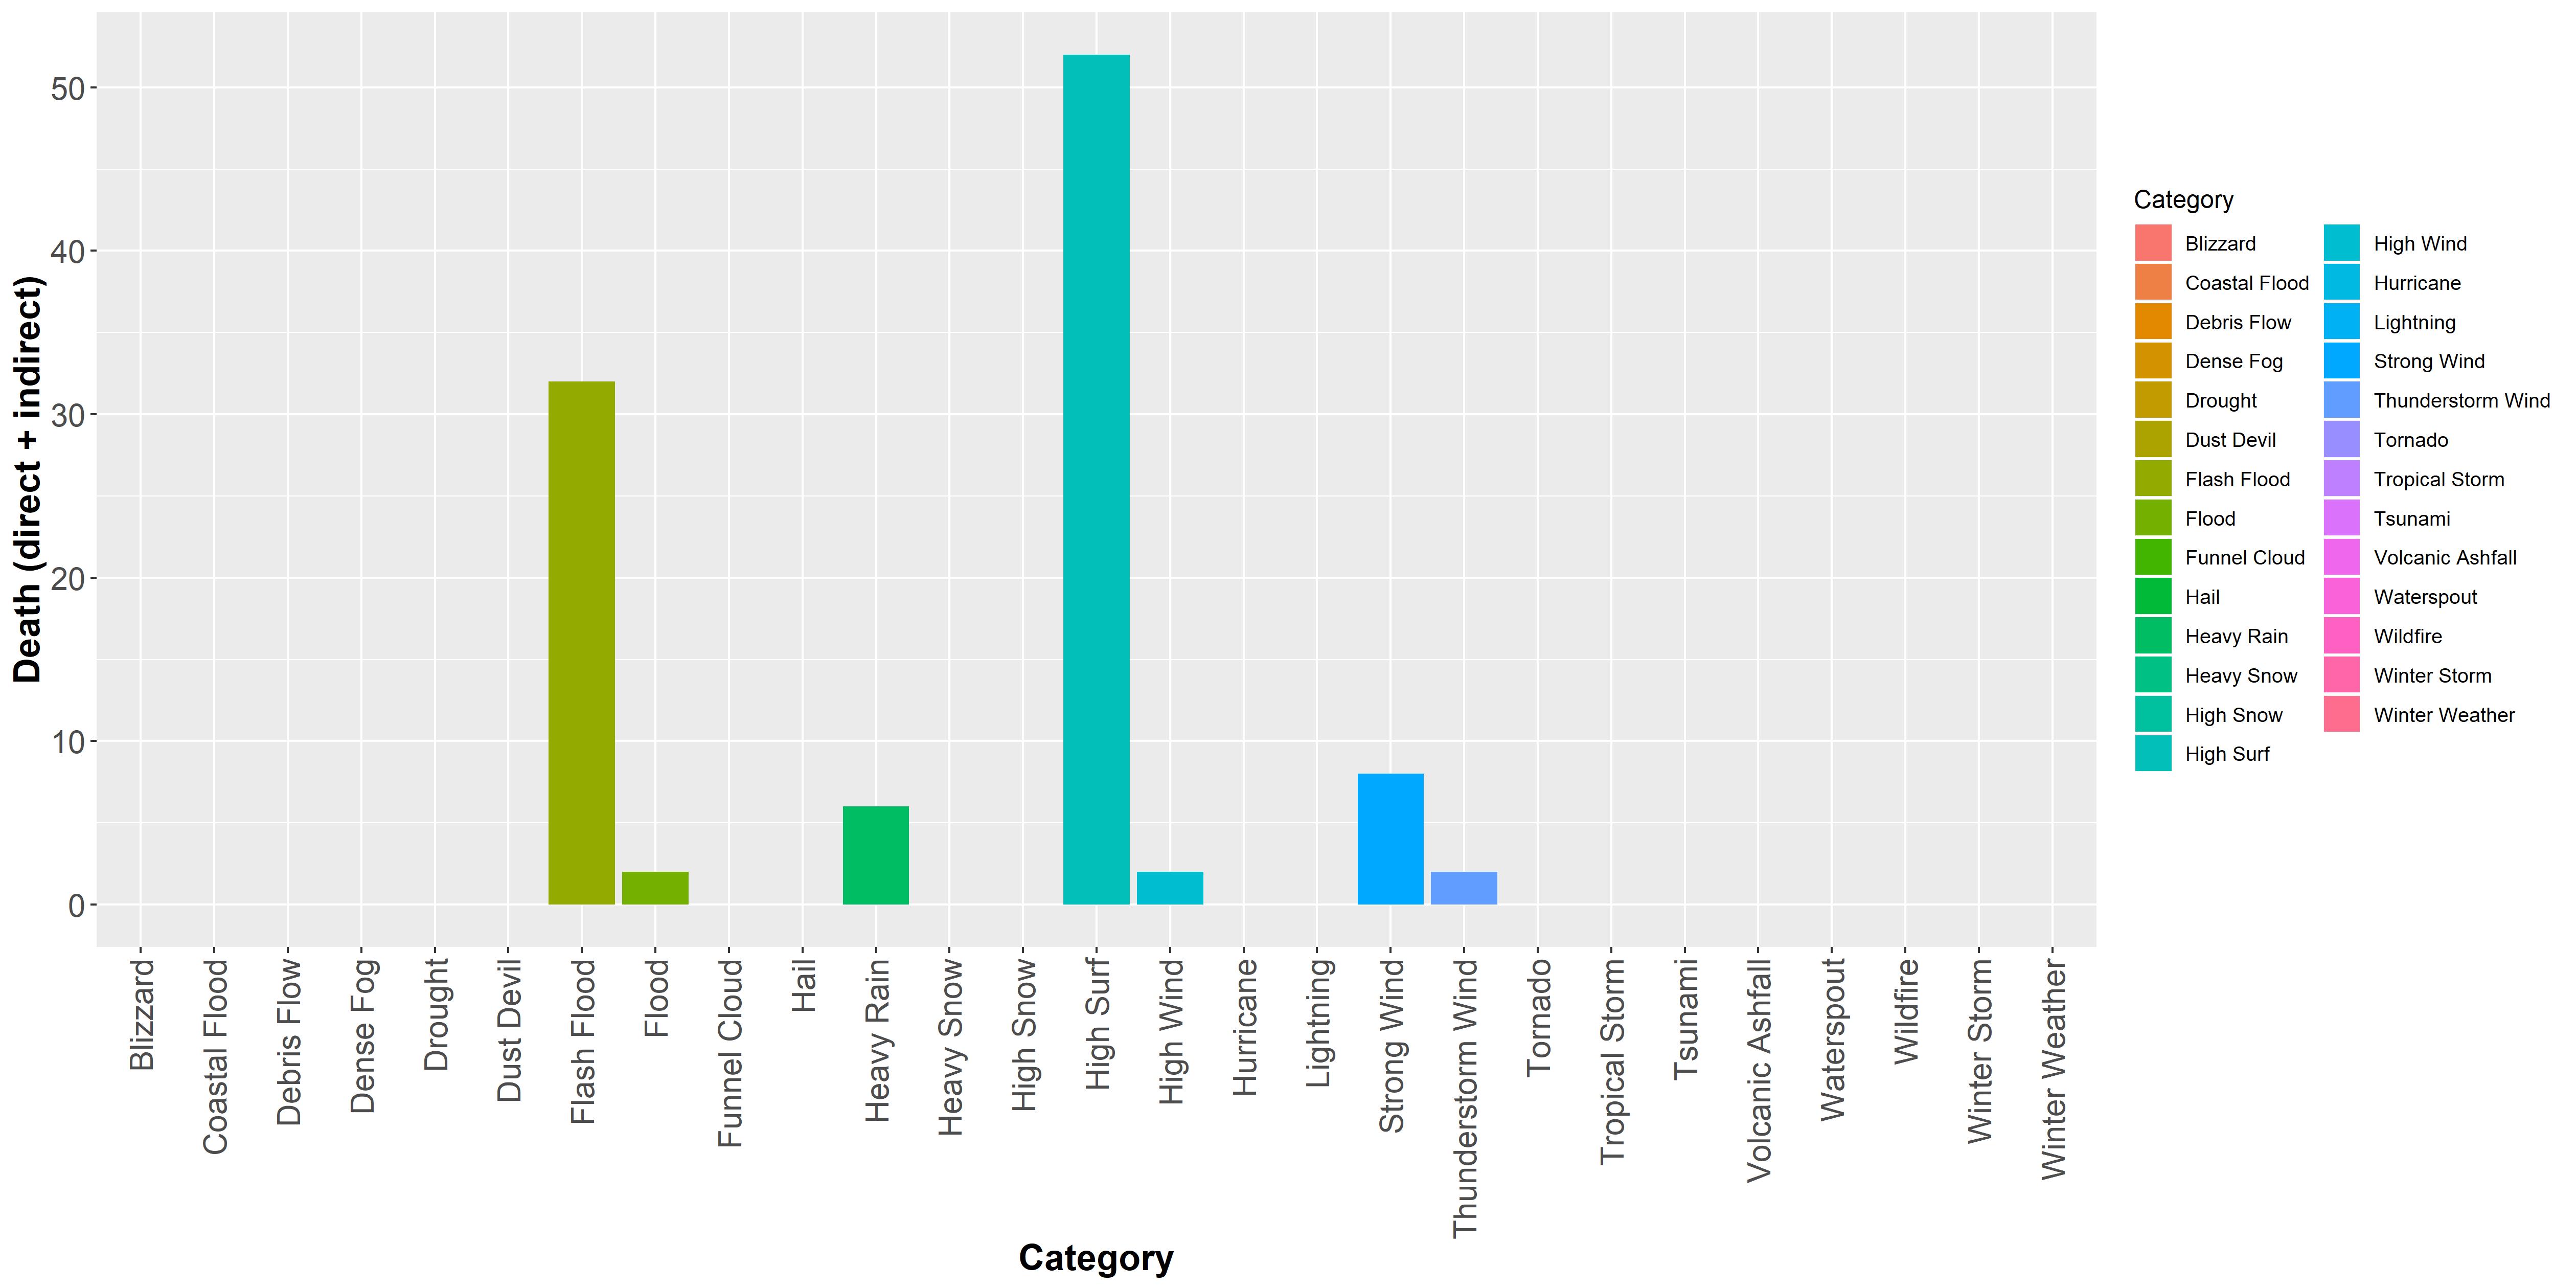 Death (direct + indirect)
50
40
30
20
10
0
Blizzard
Coastal Flood
Debris Flow
Dense Fog
Drought
Dust Devil
Flash Flood
Flood
Funnel Cloud
Hail
Heavy Rain
Heavy Snow
High Snow
High Surf
High Wind
Hurricane
Lightning
Strong Wind
Thunderstorm Wind
Tornado
Tropical Storm
Tsunami
Volcanic Ashfall
Waterspout
Wildfire
Winter Storm
Winter Weather
Category
Category
Blizzard
Coastal Flood
Debris Flow
Dense Fog
Drought
Dust Devil
Flash Flood
Flood
Funnel Cloud
Hail
Heavy Rain
Heavy Snow
High Snow
High Surf
High Wind
Hurricane
Lightning
Strong Wind
Thunderstorm Wind
Tornado
Tropical Storm
Tsunami
Volcanic Ashfall
Waterspout
Wildfire
Winter Storm
Winter Weather